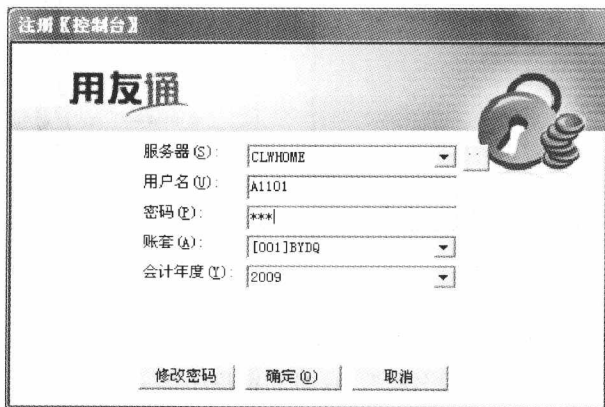 注册【控制台】
用友通
服务器(S): CLWHOME
用户名(U): A1101
密码(P): ***
账套(A): [001]BYDQ
会计年度(Y): 2009
修改密码 确定(O) 取消